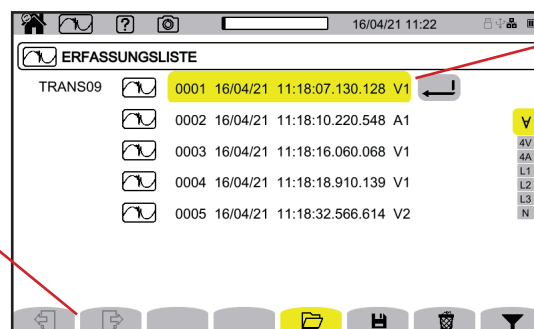 ? 16/04/21 11:22
ERFASSUNGSLISTE
TRANS09 0001 16/04/21 11:18:07.130.128 V1
0002 16/04/21 11:18:10.220.548 A1
0003 16/04/21 11:18:16.060.068 V1
0004 16/04/21 11:18:18.910.139 V1
0005 16/04/21 11:18:32.566.614 V2
∀
4V
4A
L1
L2
L3
N